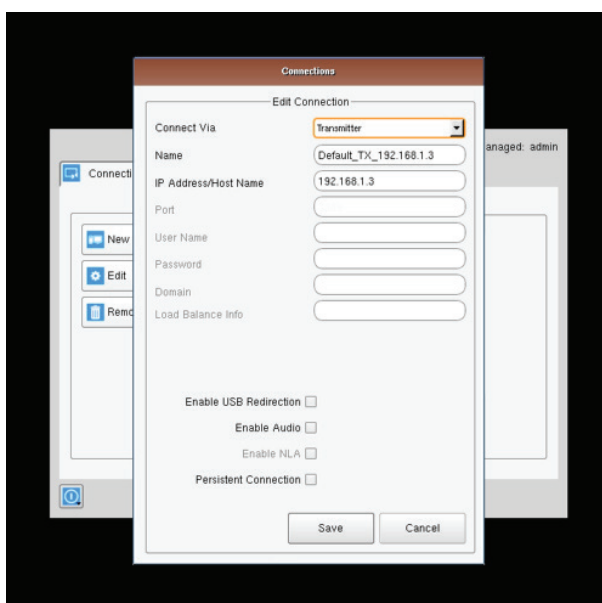 Connections
Edit Connection
Connect Via
Transmitter
anaged: admin
Name
Default_TX_192.168.1.3
Connecti
IP Address/Host Name
192.168.1.3
Port
New
User Name
Password
Edit
Domain
Remo
Load Balance Info
Enable USB Redirection
Enable Audio
Enable NLA
Persistent Connection
Save
Cancel